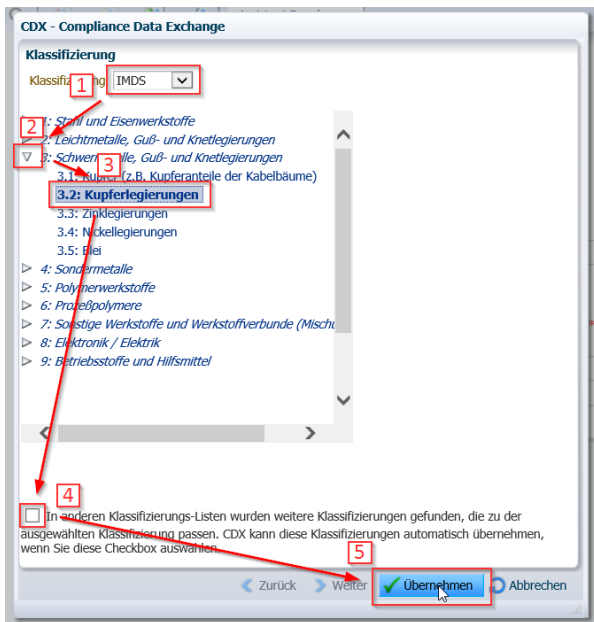 CDX - Compliance Data Exchange
Klassifizierung
IMDS
1
1: Stahl und Eisenwerkstoffe
2
2: Leichtmetalle, Guß- und Knetlegierungen
3: Guß- und Knetlegierungen
3
3.1: Kupfer (z.B. Kupferanteile der Kabelbäume)
3.2: Kupferlegierungen
3.3: Zinklegierungen
3.4: Nickellegierungen
3.5: Blei
4: Sondermetalle
5: Polymerwerkstoffe
6: Prozeßpolymere
7: Sonstige Werkstoffe und Werkstoffverbunde
8: Elektronik / Elektrik
9: Betriebsstoffe und Hilfsmittel
4
In anderen Klassifizierungs-Listen wurden weitere Klassifizierungen gefunden, die zu der
ausgewählten Klassifizierung passen. CDX kann diese Klassifizierungen automatisch übernehmen,
wenn Sie diese Checkbox auswählen.
5
Zurück Weiter Übernehmen Abbrechen